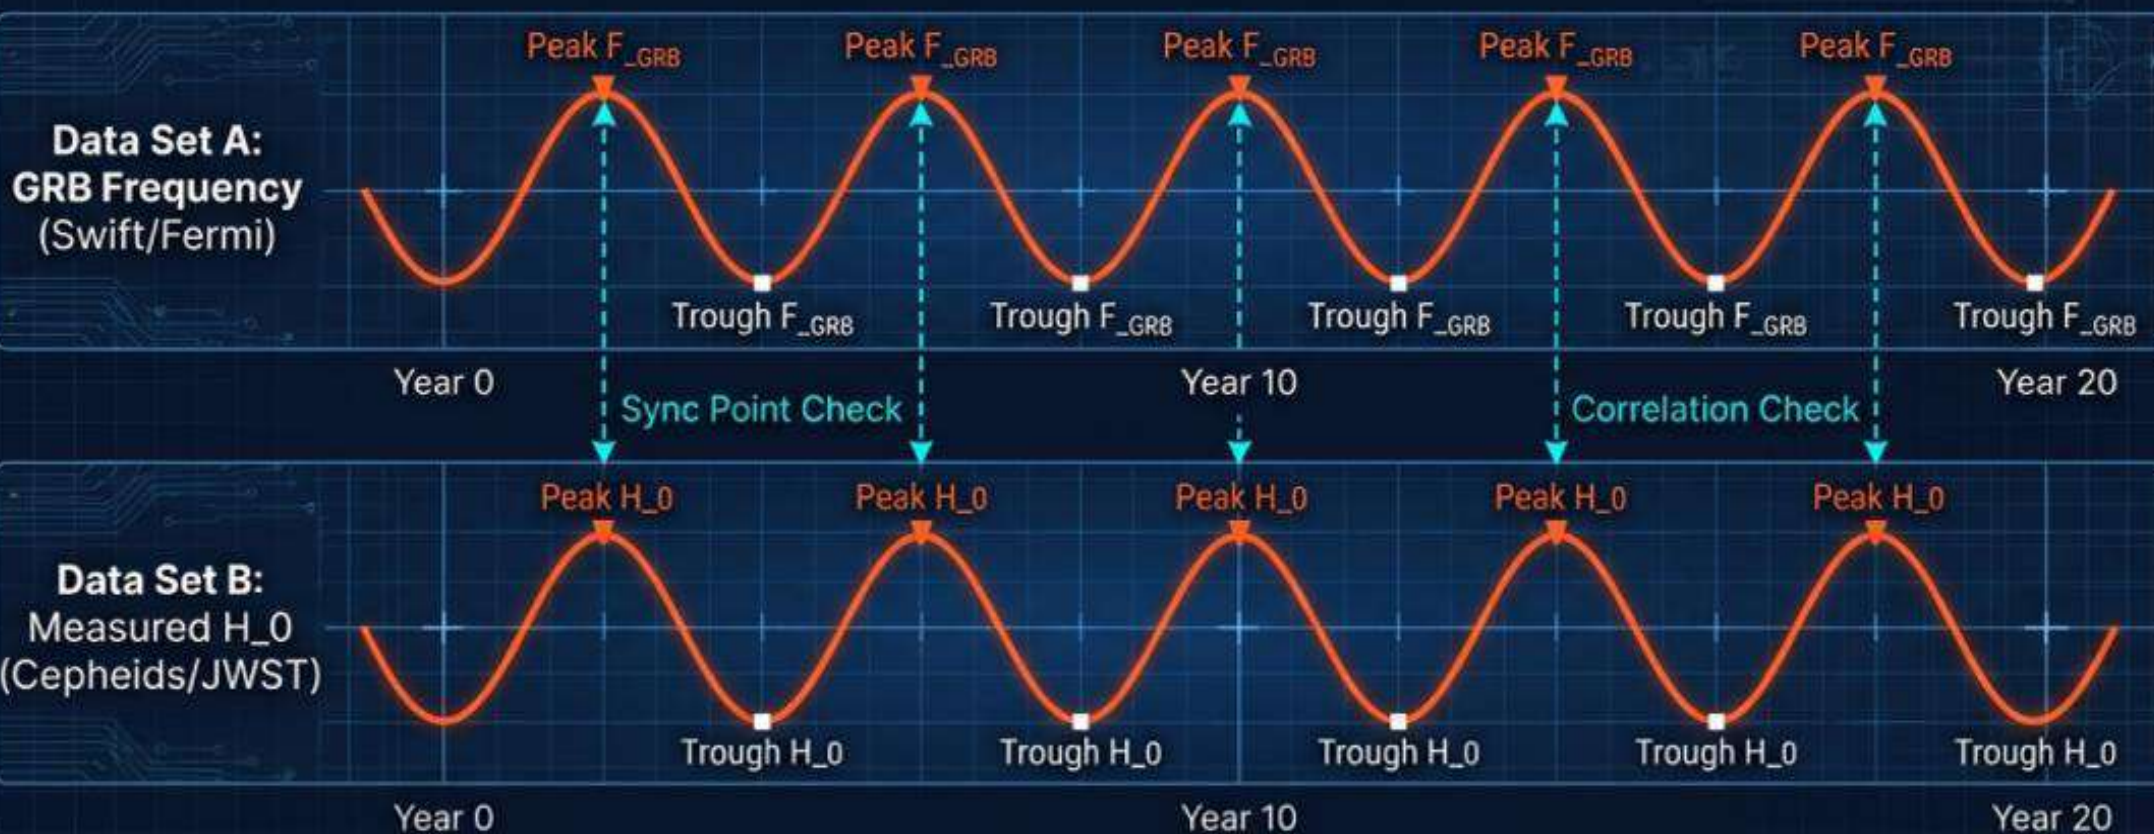 Peak F_GRB
Peak F_GRB
Peak F_GRB
Peak F_GRB
Peak F_GRB
Data Set A:
GRB Frequency
(Swift/Fermi)
Trough F_GRB
Trough F_GRB
Trough F_GRB
Trough F_GRB
Trough F_GRB
Year 0
Year 10
Year 20
Sync Point Check
Correlation Check
Peak H_0
Peak H_0
Peak H_0
Peak H_0
Peak H_0
Data Set B:
Measured H_0
(Cepheids/JWST)
Trough H_0
Trough H_0
Trough H_0
Trough H_0
Trough H_0
Year 0
Year 10
Year 20